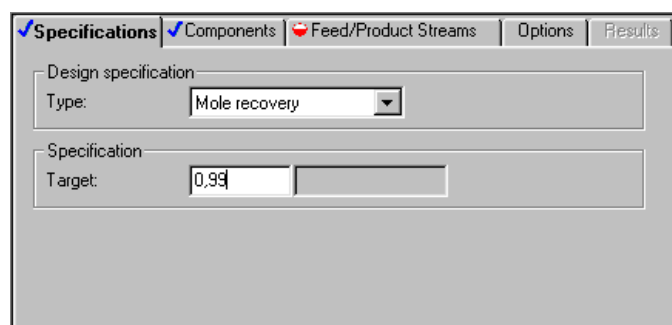 Specifications Components Feed/Product Streams Options Results
Design specification
Type: Mole recovery
Specification
Target: 0,99